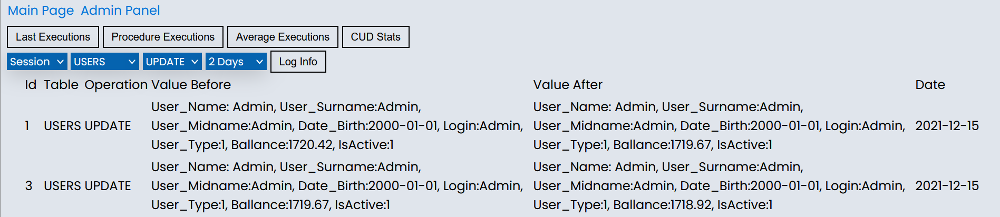 Main Page Admin Panel
Last Executions Procedure Executions Average Executions CUD Stats
Session USERS UPDATE 2 Days Log Info
Id Table Operation Value Before Value After Date
User_Name: Admin, User_Surname:Admin, User_Name: Admin, User_Surname:Admin,
1 USERS UPDATE User_Midname:Admin, Date_Birth:2000-01-01, Login:Admin, User_Midname:Admin, Date_Birth:2000-01-01, Login:Admin, 2021-12-15
User_Type:1, Ballance:1720.42, IsActive:1 User_Type:1, Ballance:1719.67, IsActive:1
User_Name: Admin, User_Surname:Admin, User_Name: Admin, User_Surname:Admin,
3 USERS UPDATE User_Midname:Admin, Date_Birth:2000-01-01, Login:Admin, User_Midname:Admin, Date_Birth:2000-01-01, Login:Admin, 2021-12-15
User_Type:1, Ballance:1719.67, IsActive:1 User_Type:1, Ballance:1718.92, IsActive:1